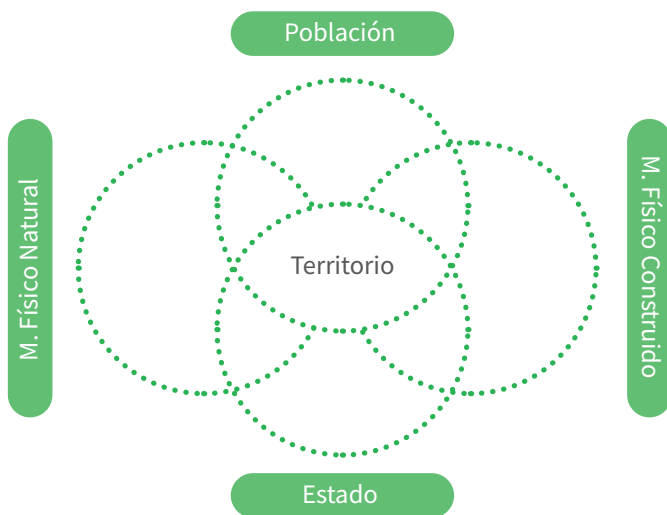 Población
M. Físico Natural
Territorio
M. Físico Construido
Estado